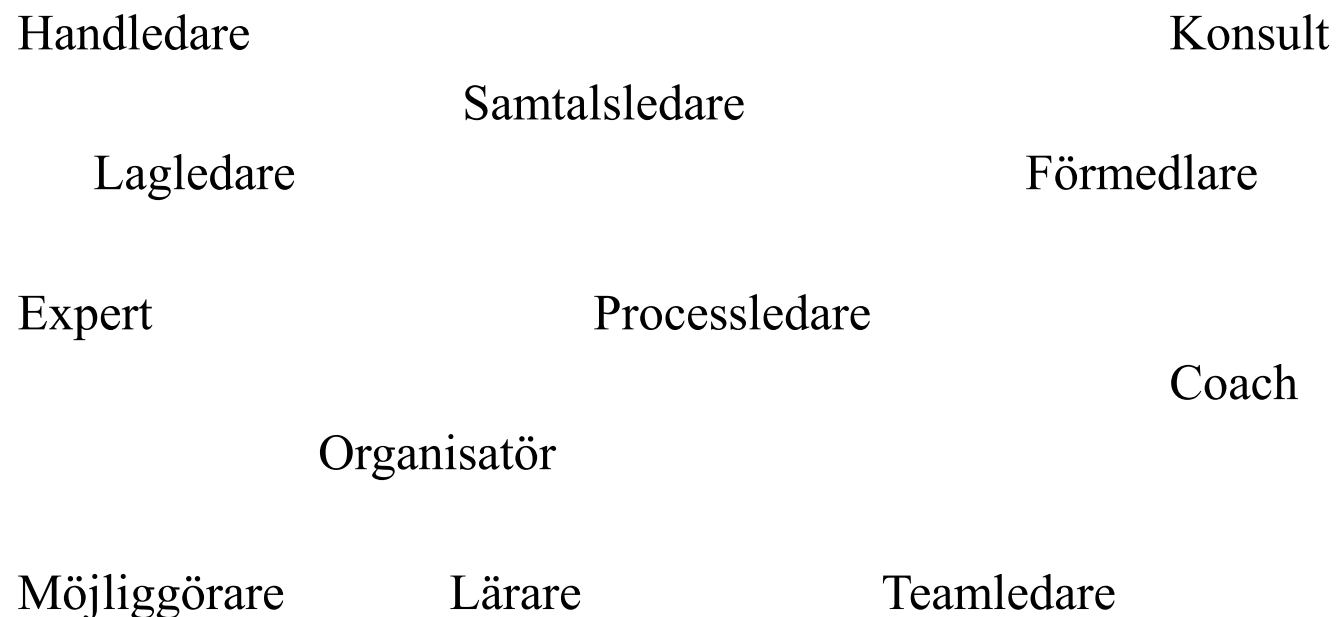 Handledare Konsult
Samtalsledare
Lagledare Förmedlare
Expert Processledare
Coach
Organisatör
Möjliggörare Lärare Teamledare